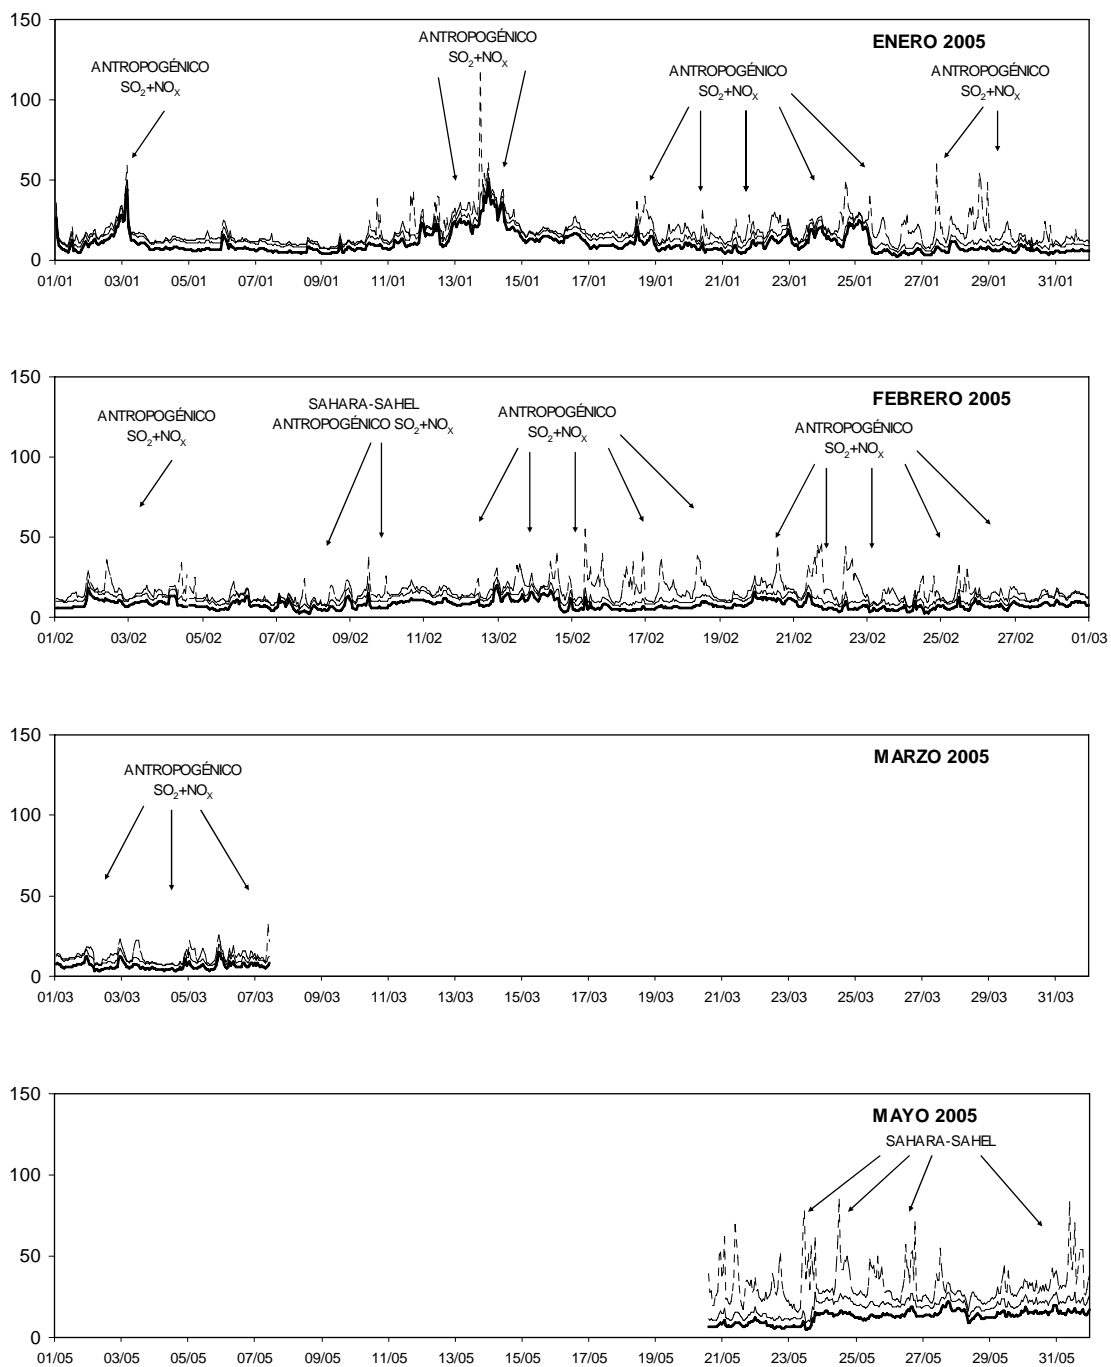 150
ENERO 2005
ANTROPOGÉNICO
SO₂+NOX
ANTROPOGÉNICO
SO₂+NOX
ANTROPOGÉNICO
SO₂+NOX
ANTROPOGÉNICO
SO₂+NOX
100
50
0
01/01 03/01 05/01 07/01 09/01 11/01 13/01 15/01 17/01 19/01 21/01 23/01 25/01 27/01 29/01 31/01
150
FEBRERO 2005
ANTROPOGÉNICO
SO₂+NOX
SAHARA-SAHEL
ANTROPOGÉNICO SO₂+NOX
ANTROPOGÉNICO
SO₂+NOX
ANTROPOGÉNICO
SO₂+NOX
100
50
0
01/02 03/02 05/02 07/02 09/02 11/02 13/02 15/02 17/02 19/02 21/02 23/02 25/02 27/02 01/03
150
MARZO 2005
ANTROPOGÉNICO
SO₂+NOX
100
50
0
01/03 03/03 05/03 07/03 09/03 11/03 13/03 15/03 17/03 19/03 21/03 23/03 25/03 27/03 29/03 31/03
150
MAYO 2005
SAHARA-SAHEL
100
50
0
01/05 03/05 05/05 07/05 09/05 11/05 13/05 15/05 17/05 19/05 21/05 23/05 25/05 27/05 29/05 31/05